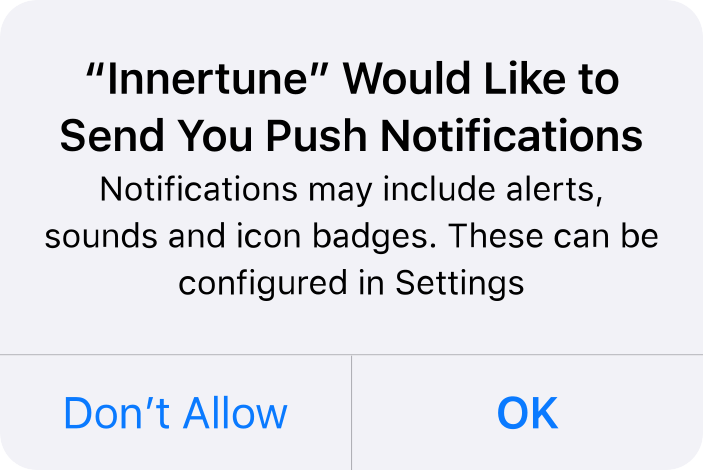 “Innertune” Would Like to
Send You Push Notifications
Notifications may include alerts,
sounds and icon badges. These can be
configured in Settings
Don’t Allow
OK